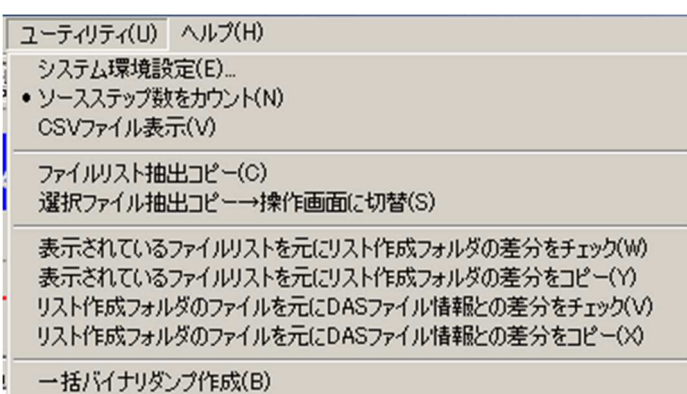 ユーティリティ(U) ヘルプ(H)
システム環境設定(E)...
• ソースステップ数をカウント(N)
CSVファイル表示(V)
ファイルリスト抽出コピー(C)
選択ファイル抽出コピー→操作画面に切替(S)
表示されているファイルリストを元にリスト作成フォルダの差分をチェック(W)
表示されているファイルリストを元にリスト作成フォルダの差分をコピー(Y)
リスト作成フォルダのファイルを元にDASファイル情報との差分をチェック(V)
リスト作成フォルダのファイルを元にDASファイル情報との差分をコピー(X)
一括バイナリダンプ作成(B)